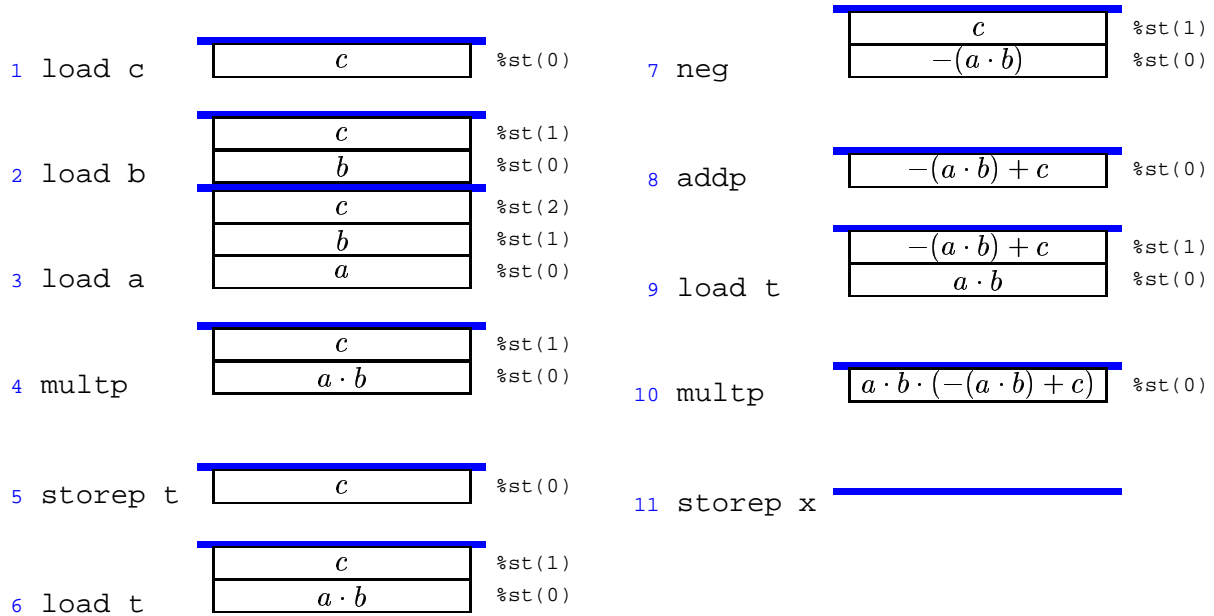 c %st(0)
1 load c
c %st(1)
b %st(0)
2 load b
c %st(2)
b %st(1)
a %st(0)
3 load a
c %st(1)
a · b %st(0)
4 multp
c %st(0)
5 storep t
c %st(1)
a · b %st(0)
6 load t
c %st(1)
−(a · b) %st(0)
7 neg
−(a · b) + c %st(0)
8 addp
−(a · b) + c %st(1)
a · b %st(0)
9 load t
a · b · (−(a · b) + c) %st(0)
10 multp
11 storep x